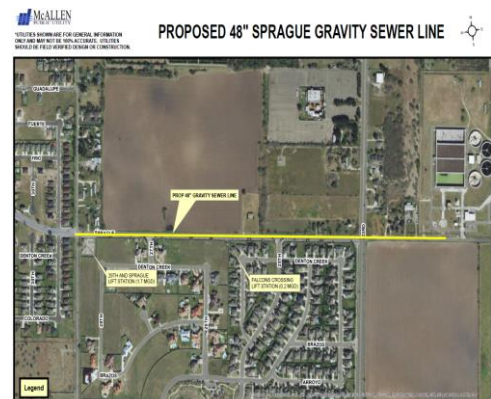 McALLEN
PUBLIC UTILITY
*UTILITIES SHOWN ARE FOR GENERAL INFORMATION
ONLY AND MAY NOT BE 100% ACCURATE. UTILITIES
SHOULD BE FIELD VERIFIED DESIGN OR CONSTRUCTION.
PROPOSED 48" SPRAGUE GRAVITY SEWER LINE
GUADALUPE
FUERTE
PROP 48" GRAVITY SEWER LINE
SPRAGUE
DENTON CREEK
DENTON CREEK
DENTON CREEK
29TH AND SPRAGUE
LIFT STATION (1.7 MGD)
FALCONS CROSSING
LIFT STATION (0.2 MGD)
COLORADO
BRAZOS
BRAZOS
ARROYO
Legend